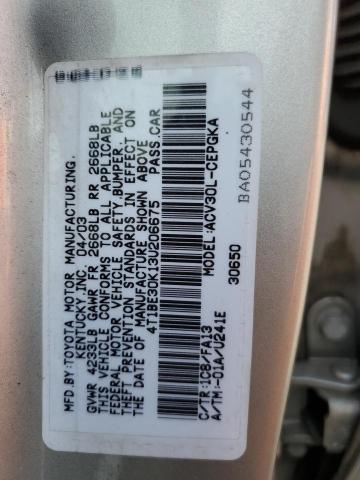 MFD.BY:TOYOTA MOTOR MANUFACTURING,
KENTUCKY,INC. 04/03
GVWR 4233LB GAWR FR 2668LB RR 2668LB
THIS VEHICLE CONFORMS TO ALL APPLICABLE
FEDERAL MOTOR VEHICLE SAFETY,BUMPER, AND
THEFT PREVENTION STANDARDS IN EFFECT ON
THE DATE OF MANUFACTURE SHOWN ABOVE.
4T1BE30K13U206675 PASS.CAR
C/TR:1C8/FA13 MODEL:ACV30L-CEPGKA
A/TM:-01A/U241E 30650
BA05430544